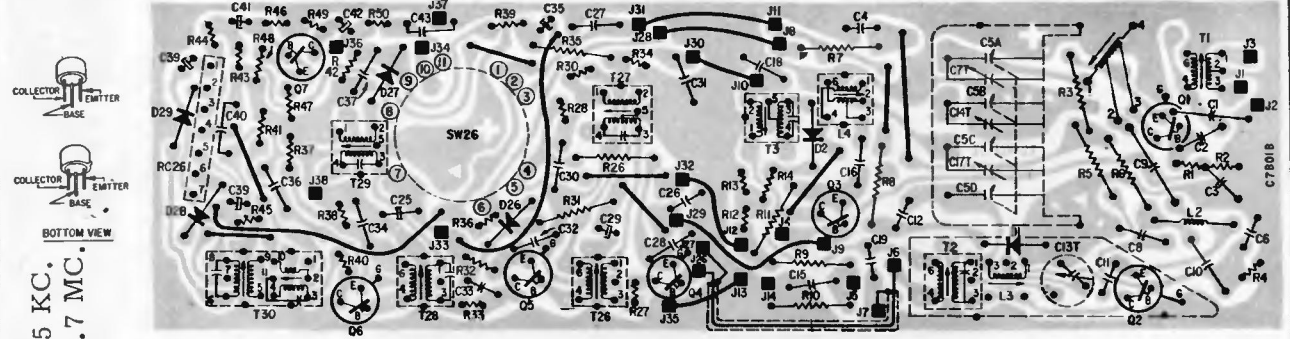 COLLECTOR
EMITTER
BASE
COLLECTOR
EMITTER
BASE
BOTTOM VIEW
5 KC.
.7 MC.
C41 R46 R49 C42 R50 C43 J37 R39 C35 C27 J31 J11 C4
R44 R48 J36 J34 R35 J28 J8 R7 C5A T1 J3
C39 R43 Q7 R42 D27 R30 R34 J30 C18 C7T J1
D29 C40 R47 C37 T27 C31 J10 C5B R3 J2
R41 SW26 R28 L4 C14T Q1 C1
RC26 R37 T29 R26 T3 D2 C5C C2
C36 J38 C30 J32 R13 R14 C16 R8 C17T R5 R6 C9 R1 R2 C3
C39 C25 R36 D26 R31 C26 J29 R12 R11 J4 Q3 C5D C7801B
D28 R45 R38 C34 J33 C32 C29 J12 J9 C12 L2
R40 C28 R27 R9 C19 J6 T2 C13T C8 C6
T30 Q6 T28 R32 C33 R33 Q5 T26 R27 Q4 J35 J13 J14 C15 R10 J5 J7 L3 C11 Q2 C10 R4